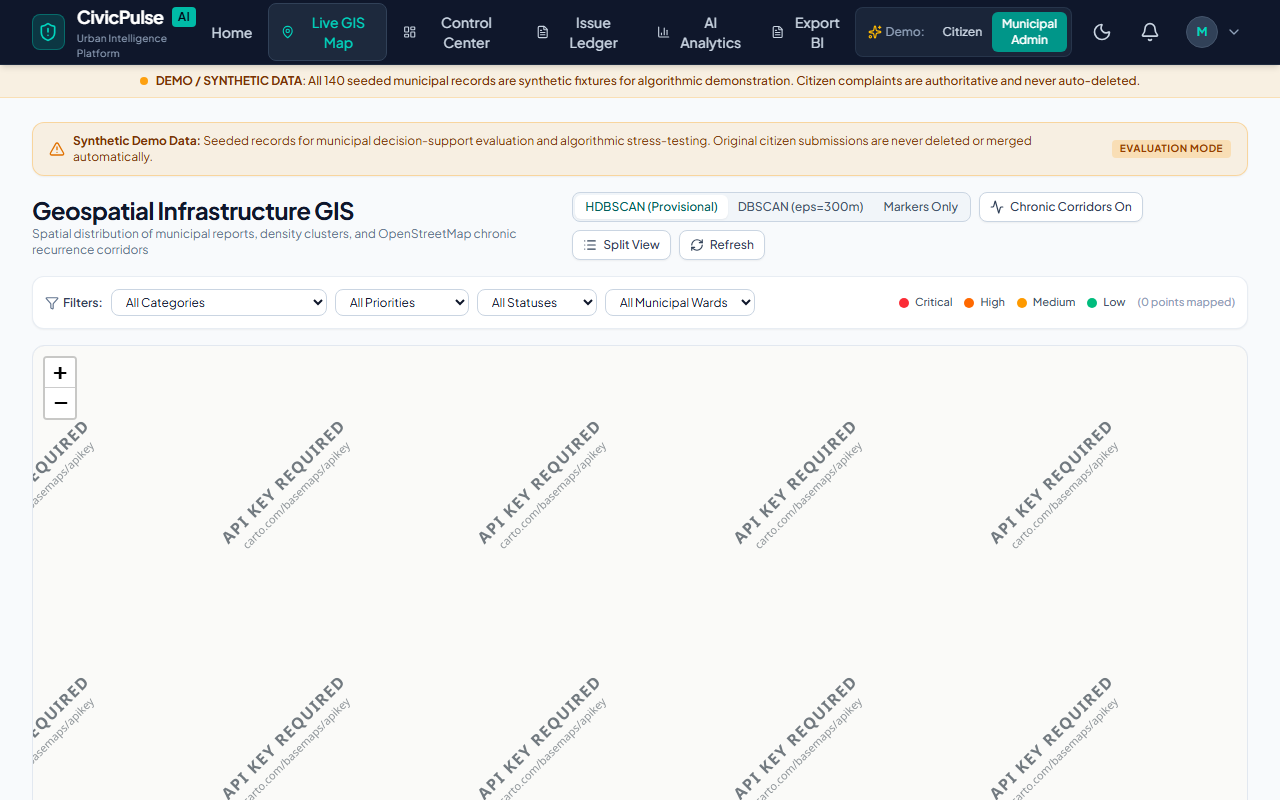 CivicPulse AI
Urban Intelligence
Platform
Home
Live GIS
Map
Control
Center
Issue
Ledger
AI
Analytics
Export
BI
Demo:
Citizen
Municipal
Admin
M
DEMO / SYNTHETIC DATA: All 140 seeded municipal records are synthetic fixtures for algorithmic demonstration. Citizen complaints are authoritative and never auto-deleted.
Synthetic Demo Data: Seeded records for municipal decision-support evaluation and algorithmic stress-testing. Original citizen submissions are never deleted or merged
automatically.
EVALUATION MODE
Geospatial Infrastructure GIS
Spatial distribution of municipal reports, density clusters, and OpenStreetMap chronic
recurrence corridors
HDBSCAN (Provisional)
DBSCAN (eps=300m)
Markers Only
Chronic Corridors On
Split View
Refresh
Filters:
All Categories
All Priorities
All Statuses
All Municipal Wards
Critical
High
Medium
Low
(0 points mapped)
+
−
EQUIRED
basemaps/apikey
API KEY REQUIRED
carto.com/basemaps/apikey
API KEY REQUIRED
carto.com/basemaps/apikey
API KEY REQUIRED
carto.com/basemaps/apikey
API KEY REQUIRED
carto.com/basemaps/apikey
EQUIRED
asemaps/apikey
API KEY REQUIRED
carto.com/basemaps/apikey
API KEY REQUIRED
carto.com/basemaps/apikey
API KEY REQUIRED
carto.com/basemaps/apikey
API KEY REQUIRED
carto.com/basemaps/apikey